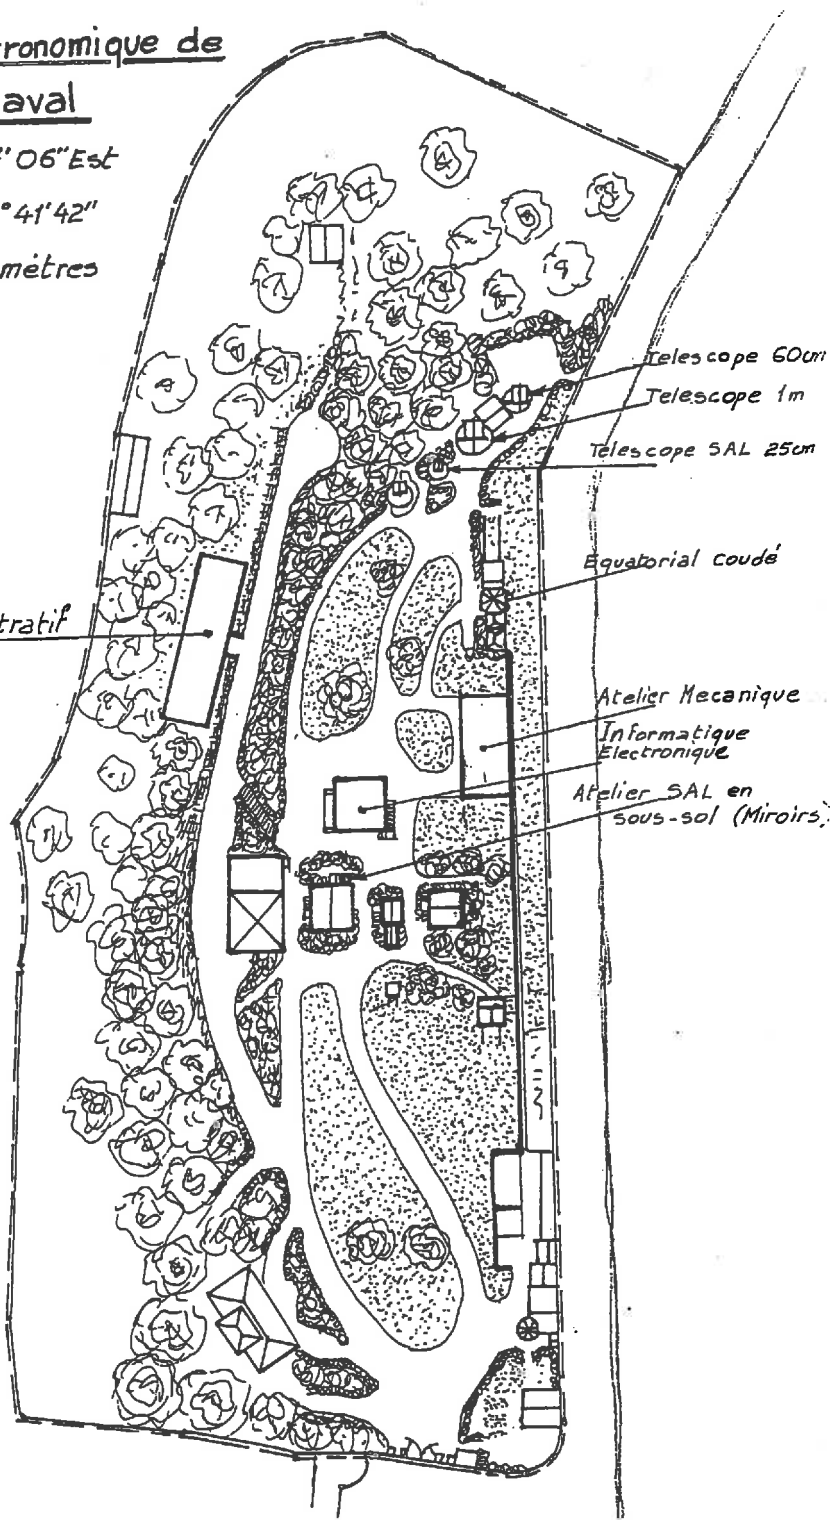 ronomique de
aval
06"Est
°41'42"
mètres
Telescope 60cm
Telescope 1m
Telescope SAL 25cm
Equatorial coudé
tratif
Atelier Mecanique
Informatique
Electronique
Atelier SAL en
sous-sol (Miroirs)